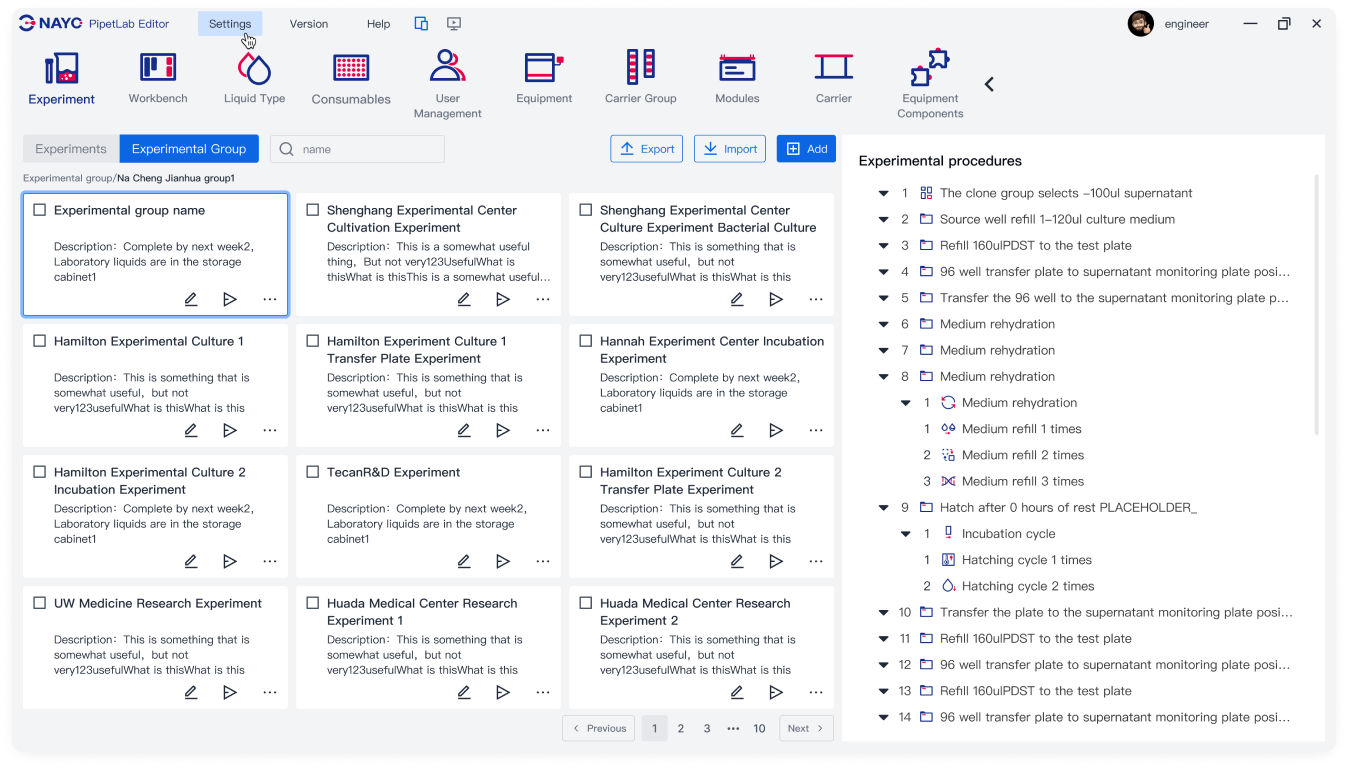 NAYC PipetLab Editor Settings Version Help engineer
Experiment Workbench Liquid Type Consumables User Management Equipment Carrier Group Modules Carrier Equipment Components
Experiments Experimental Group name Export Import Add
Experimental group/Na Cheng Jianhua group1
Experimental group name
Description：Complete by next week2,
Laboratory liquids are in the storage
cabinet1
Shenghang Experimental Center
Cultivation Experiment
Description：This is a somewhat useful
thing，But not very123UsefulWhat is
thisWhat is thisThis is a somewhat useful...
Shenghang Experimental Center
Culture Experiment Bacterial Culture
Description：This is something that is
somewhat useful，but not
very123usefulWhat is thisWhat is this
Hamilton Experimental Culture 1
Description：This is something that is
somewhat useful，but not
very123usefulWhat is thisWhat is this
Hamilton Experiment Culture 1
Transfer Plate Experiment
Description：This is something that is
somewhat useful，but not
very123usefulWhat is thisWhat is this
Hannah Experiment Center Incubation
Experiment
Description：Complete by next week2,
Laboratory liquids are in the storage
cabinet1
Hamilton Experimental Culture 2
Incubation Experiment
Description：Complete by next week2,
Laboratory liquids are in the storage
cabinet1
TecanR&D Experiment
Description：Complete by next week2,
Laboratory liquids are in the storage
cabinet1
Hamilton Experiment Culture 2
Transfer Plate Experiment
Description：This is something that is
somewhat useful，but not
very123usefulWhat is thisWhat is this
UW Medicine Research Experiment
Description：This is something that is
somewhat useful，but not
very123usefulWhat is thisWhat is this
Huada Medical Center Research
Experiment 1
Description：This is something that is
somewhat useful，but not
very123usefulWhat is thisWhat is this
Huada Medical Center Research
Experiment 2
Description：This is something that is
somewhat useful，but not
very123usefulWhat is thisWhat is this
< Previous 1 2 3 ••• 10 Next >
Experimental procedures
1 The clone group selects -100ul supernatant
2 Source well refill 1-120ul culture medium
3 Refill 160ulPDST to the test plate
4 96 well transfer plate to supernatant monitoring plate posi...
5 Transfer the 96 well to the supernatant monitoring plate p...
6 Medium rehydration
7 Medium rehydration
8 Medium rehydration
1 Medium rehydration
1 Medium refill 1 times
2 Medium refill 2 times
3 Medium refill 3 times
9 Hatch after 0 hours of rest PLACEHOLDER_
1 Incubation cycle
1 Hatching cycle 1 times
2 Hatching cycle 2 times
10 Transfer the plate to the supernatant monitoring plate posi...
11 Refill 160ulPDST to the test plate
12 96 well transfer plate to supernatant monitoring plate posi...
13 Refill 160ulPDST to the test plate
14 96 well transfer plate to supernatant monitoring plate posi...